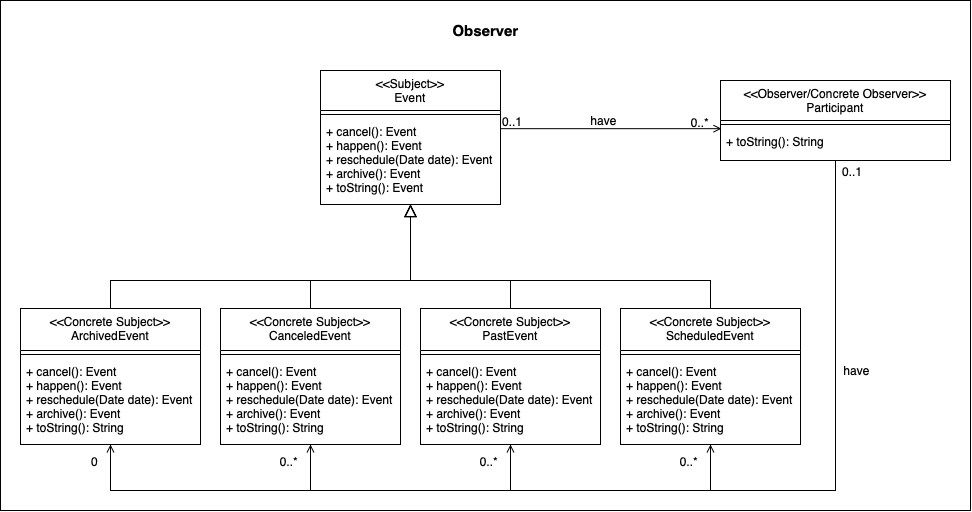 Observer
<<Subject>>
Event
+ cancel(): Event
+ happen(): Event
+ reschedule(Date date): Event
+ archive(): Event
+ toString(): Event
0..1
have
0..*
<<Observer/Concrete Observer>>
Participant
+ toString(): String
0..1
<<Concrete Subject>>
ArchivedEvent
+ cancel(): Event
+ happen(): Event
+ reschedule(Date date): Event
+ archive(): Event
+ toString(): String
<<Concrete Subject>>
CanceledEvent
+ cancel(): Event
+ happen(): Event
+ reschedule(Date date): Event
+ archive(): Event
+ toString(): String
<<Concrete Subject>>
PastEvent
+ cancel(): Event
+ happen(): Event
+ reschedule(Date date): Event
+ archive(): Event
+ toString(): String
<<Concrete Subject>>
ScheduledEvent
+ cancel(): Event
+ happen(): Event
+ reschedule(Date date): Event
+ archive(): Event
+ toString(): String
have
0
0..*
0..*
0..*